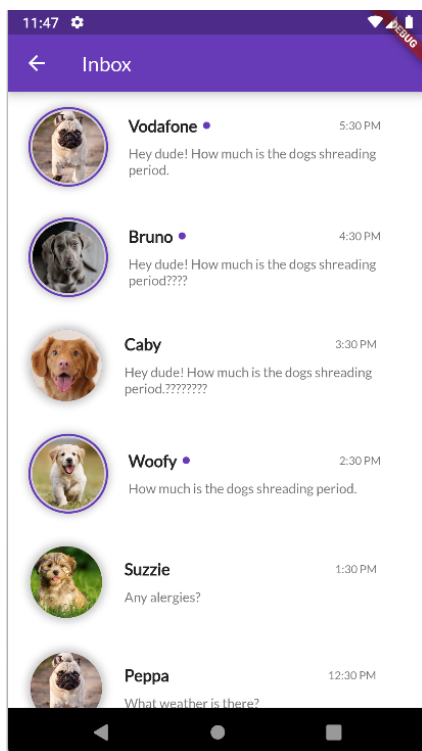 11:47
DEBUG
Inbox
Vodafone
5:30 PM
Hey dude! How much is the dogs shreading
period.
Bruno
4:30 PM
Hey dude! How much is the dogs shreading
period????
Caby
3:30 PM
Hey dude! How much is the dogs shreading
period.????????
Woofy
2:30 PM
How much is the dogs shreading period.
Suzzie
1:30 PM
Any alergies?
Peppa
12:30 PM
What weather is there?